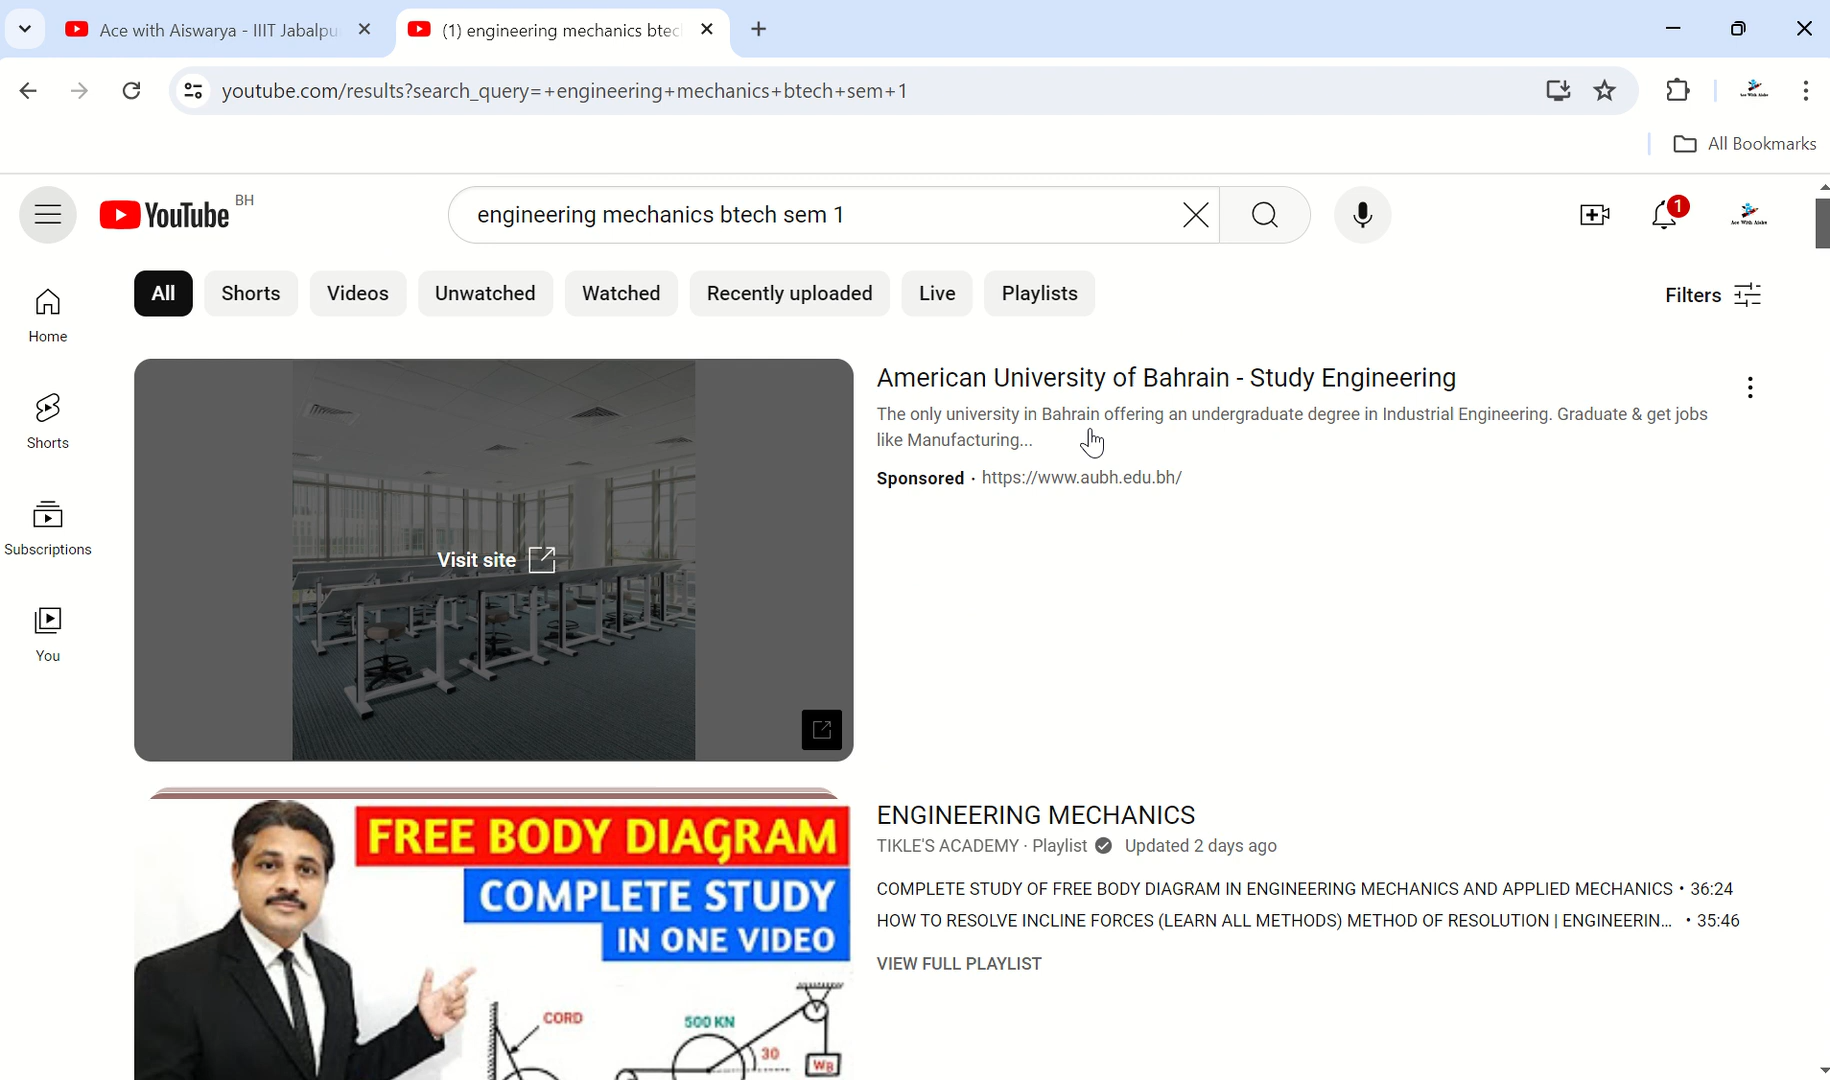 Ace with Aiswarya - IIIT Jabalpu
(1) engineering mechanics btec
youtube.com/results?search_query=+engineering+mechanics+btech+sem+1
All Bookmarks
YouTube BH
engineering mechanics btech sem 1
1
All
Shorts
Videos
Unwatched
Watched
Recently uploaded
Live
Playlists
Filters
Home
Shorts
Subscriptions
You
Visit site
American University of Bahrain - Study Engineering
The only university in Bahrain offering an undergraduate degree in Industrial Engineering. Graduate & get jobs
like Manufacturing...
Sponsored · https://www.aubh.edu.bh/
FREE BODY DIAGRAM
COMPLETE STUDY
IN ONE VIDEO
CORD
500 KN
30
WB
ENGINEERING MECHANICS
TIKLE'S ACADEMY · Playlist Updated 2 days ago
COMPLETE STUDY OF FREE BODY DIAGRAM IN ENGINEERING MECHANICS AND APPLIED MECHANICS • 36:24
HOW TO RESOLVE INCLINE FORCES (LEARN ALL METHODS) METHOD OF RESOLUTION | ENGINEERIN... • 35:46
VIEW FULL PLAYLIST